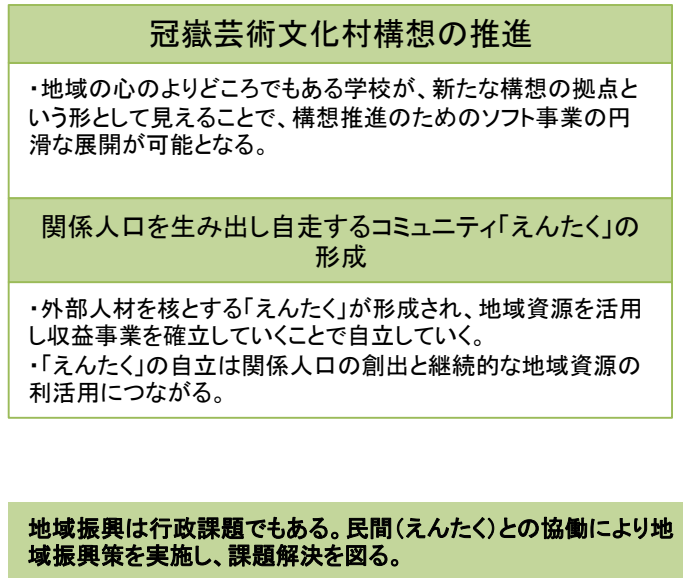 冠嶽芸術文化村構想の推進
・地域の心のよりどころでもある学校が、新たな構想の拠点と
いう形として見えることで、構想推進のためのソフト事業の円
滑な展開が可能となる。
関係人口を生み出し自走するコミュニティ「えんたく」の
形成
・外部人材を核とする「えんたく」が形成され、地域資源を活用
し収益事業を確立していくことで自立していく。
・「えんたく」の自立は関係人口の創出と継続的な地域資源の
利活用につながる。
地域振興は行政課題でもある。民間（えんたく）との協働により地
域振興策を実施し、課題解決を図る。